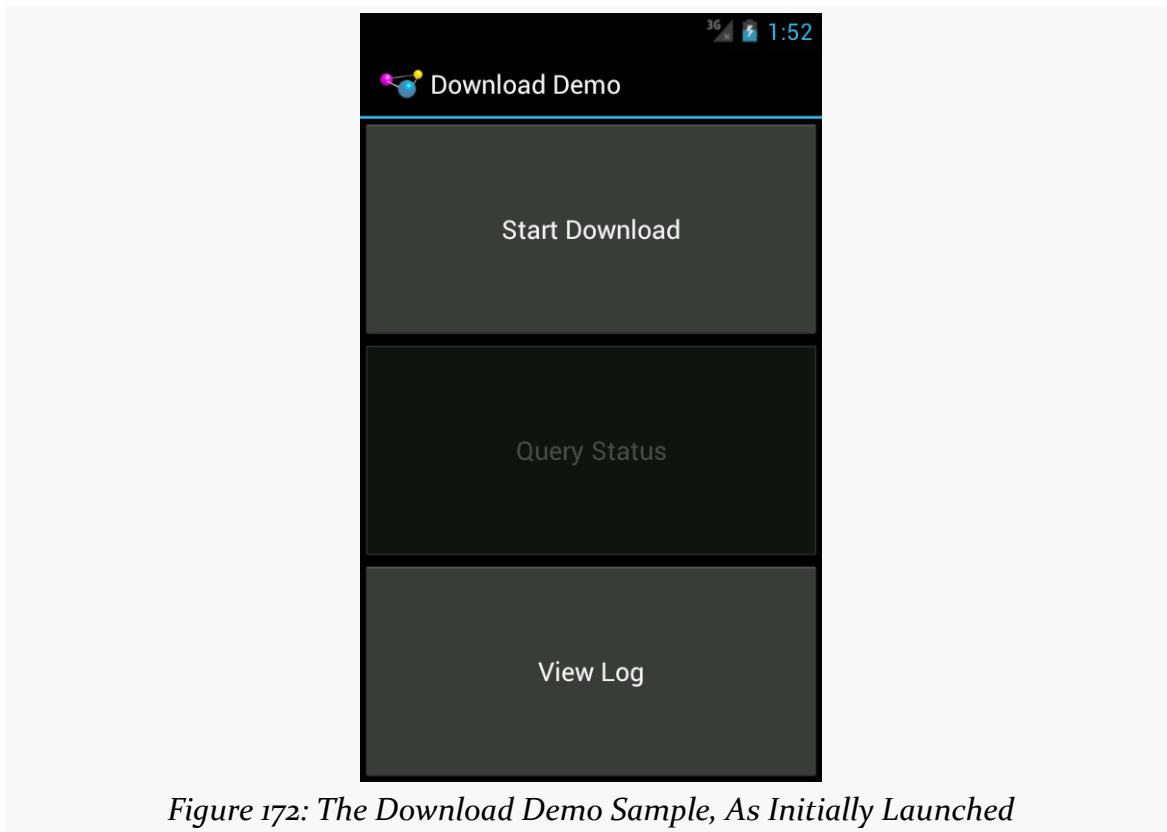 3G 1:52
Download Demo
Start Download
Query Status
View Log
Figure 172: The Download Demo Sample, As Initially Launched